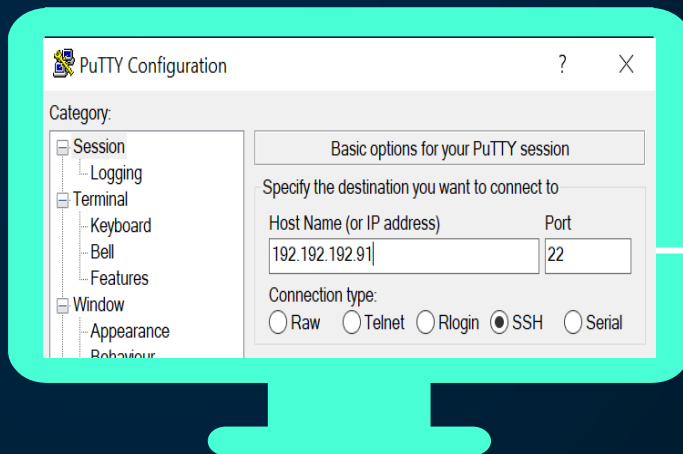 PuTTY Configuration ? X
Category:
Session
Logging
Terminal
Keyboard
Bell
Features
Window
Appearance
Behaviour
Basic options for your PuTTY session
Specify the destination you want to connect to
Host Name (or IP address) Port
192.192.192.91 22
Connection type:
Raw Telnet Rlogin SSH Serial